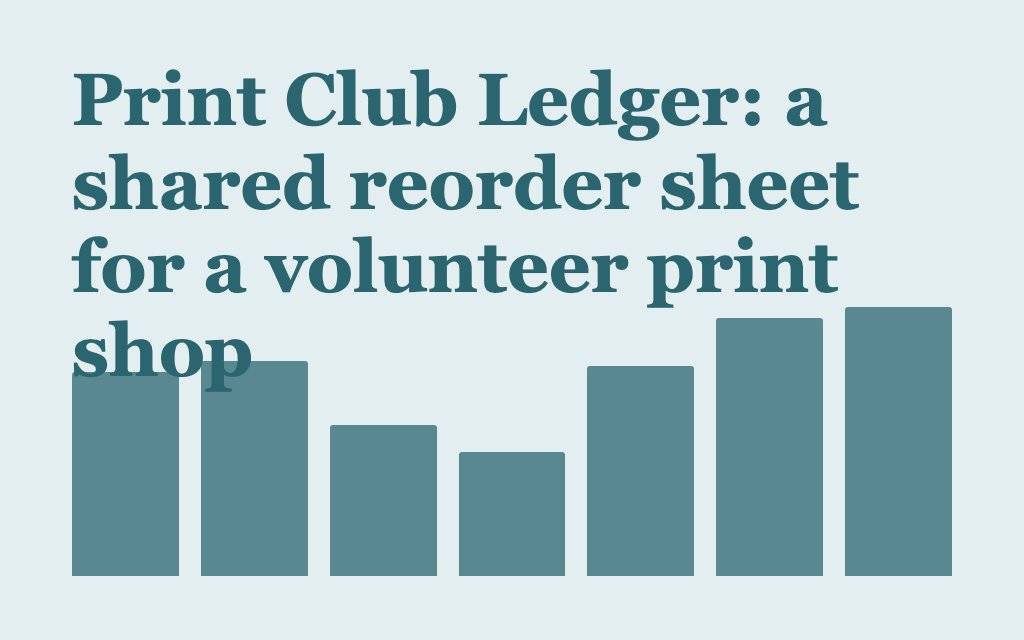 Print Club Ledger: a
shared reorder sheet
for a volunteer print
shop